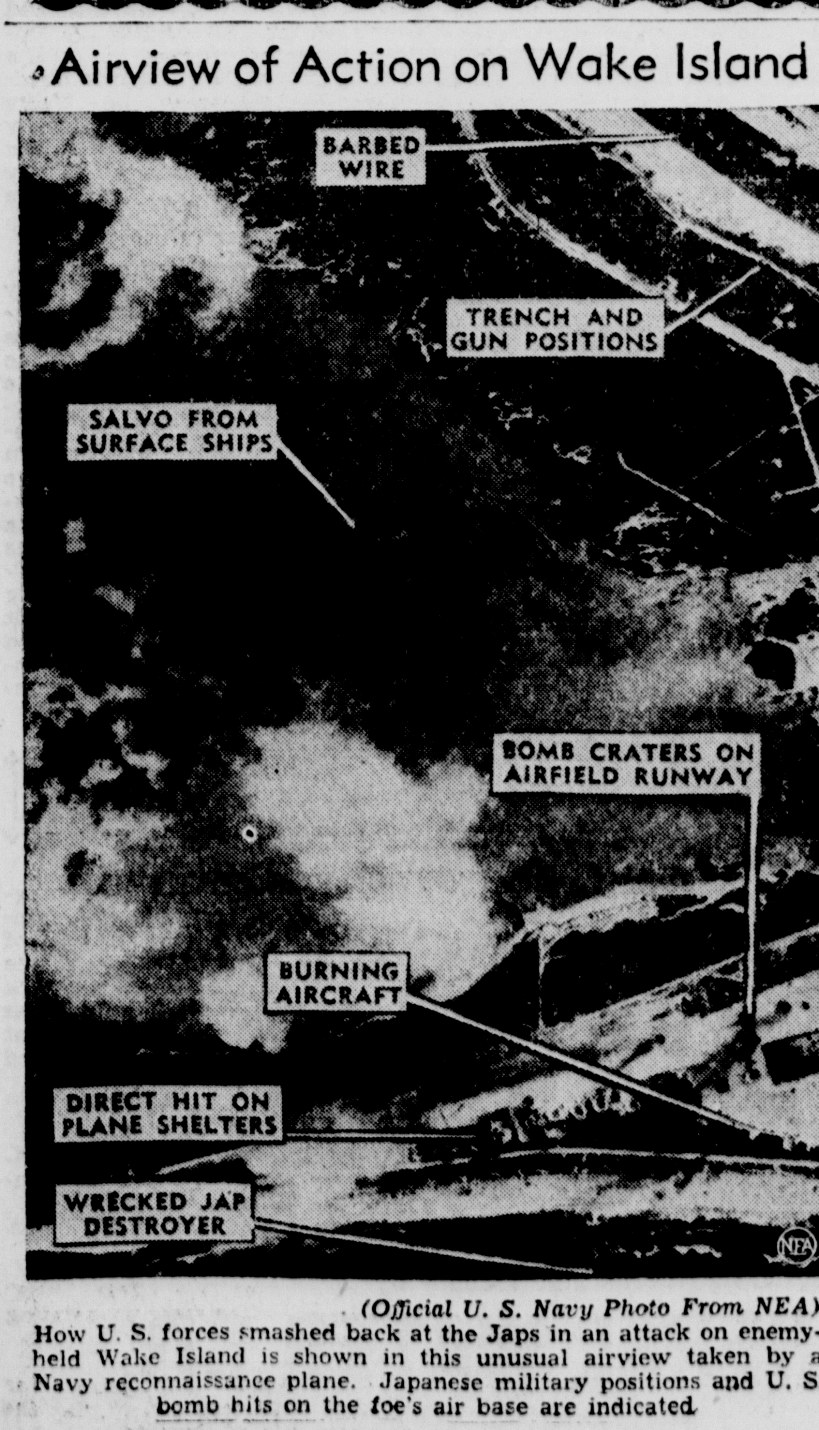 Airview of Action on Wake Island
BARBED
WIRE
TRENCH AND
GUN POSITIONS
SALVO FROM
SURFACE SHIPS
BOMB CRATERS ON
AIRFIELD RUNWAY
BURNING
AIRCRAFT
DIRECT HIT ON
PLANE SHELTERS
WRECKED JAP
DESTROYER
NEA
(Official U. S. Navy Photo From NEA)
How U. S. forces smashed back at the Japs in an attack on enemy-
held Wake Island is shown in this unusual airview taken by a
Navy reconnaissance plane. Japanese military positions and U. S
bomb hits on the foe's air base are indicated